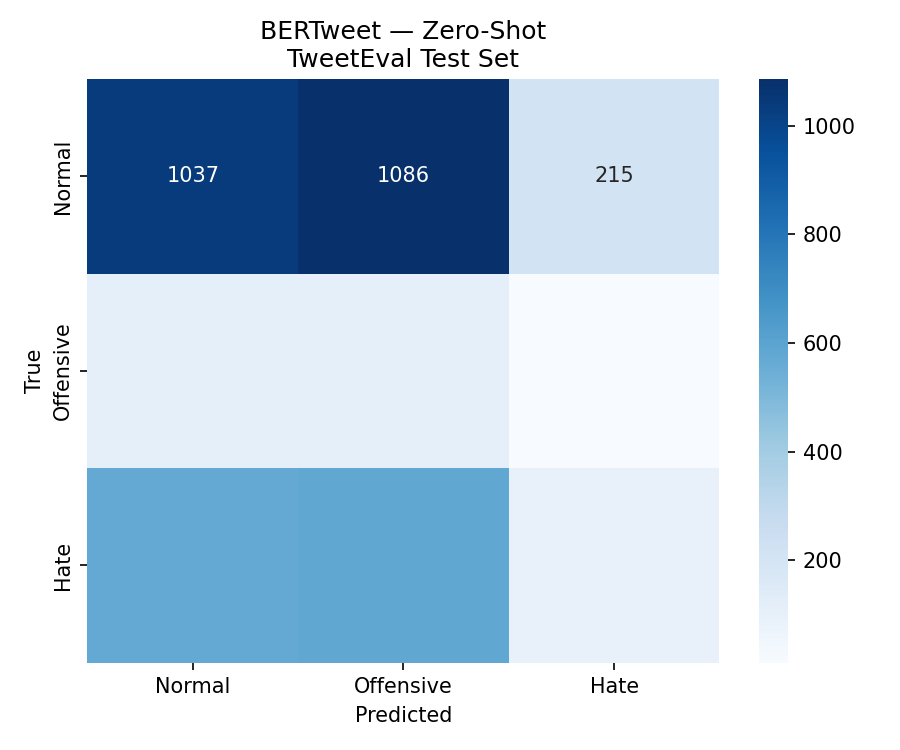 BERTweet — Zero-Shot
TweetEval Test Set
1037 1086 215
Normal
Offensive
Hate
True
Normal Offensive Hate
Predicted
1000
800
600
400
200